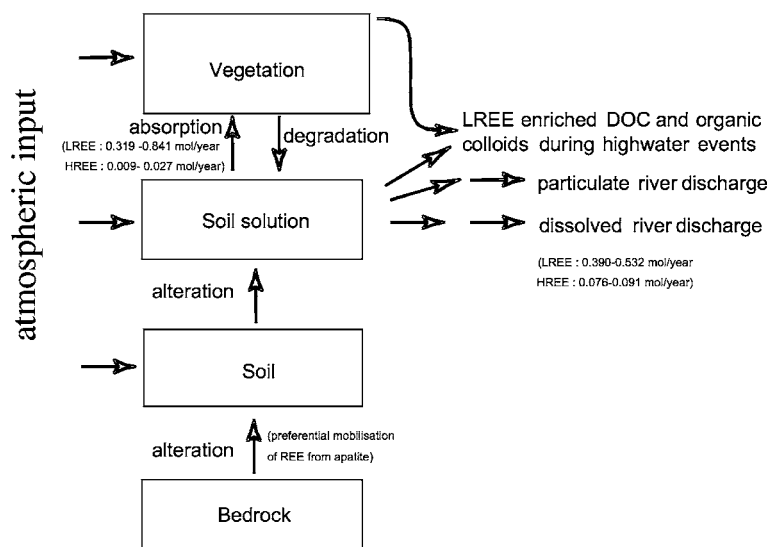 atmospheric input
Vegetation
absorption
(LREE : 0.319 -0.841 mol/year
HREE : 0.009- 0.027 mol/year)
degradation
LREE enriched DOC and organic
colloids during highwater events
particulate river discharge
Soil solution
dissolved river discharge
(LREE : 0.390-0.532 mol/year
HREE : 0.076-0.091 mol/year)
alteration
Soil
alteration
(preferential mobilisation
of REE from apatite)
Bedrock